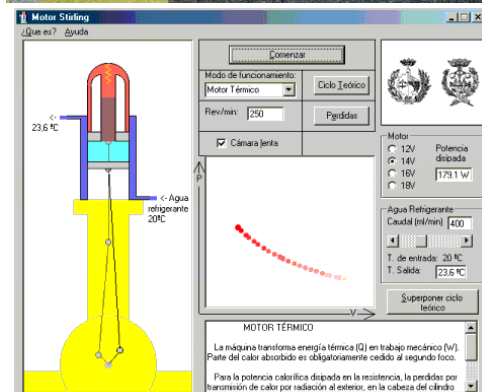 Motor Stirling
¿Que es? Ayuda
Comenzar
Modo de funcionamiento:
Motor Térmico
Ciclo Teórico
Rev/min: 250
Perdidas
Cámara lenta
<-
23,6 ºC
<- Agua
refrigerante
20ºC
P
V
Motor
12V
14V
16V
18V
Potencia
disipada
179.1 W
Agua Refrigerante
Caudal (ml/min) 400
T. de entrada: 20 ºC
T. Salida: 23,6 ºC
Superponer ciclo
teórico
MOTOR TÉRMICO
La máquina transforma energía térmica (Q) en trabajo mecánico (W).
Parte del calor absorbido es obligatoriamente cedido al segundo foco.
Para la potencia calorífica disipada en la resistencia, la perdidas por
transmisión de calor por radiación al exterior, en la cabeza del cilindro